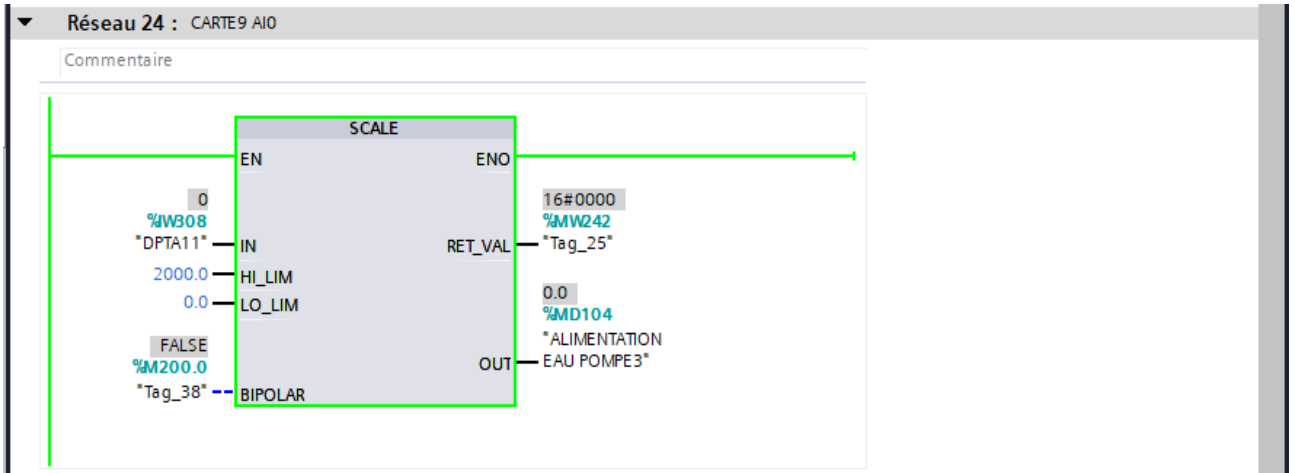 Réseau 24 : CARTE9 AI0
Commentaire
SCALE
EN ENO
0
%IW308
"DPTA11" IN
2000.0 HI_LIM
0.0 LO_LIM
FALSE
%M200.0
"Tag_38" BIPOLAR
16#0000
%MW242
RET_VAL "Tag_25"
0.0
%MD104
"ALIMENTATION
OUT EAU POMPE3"